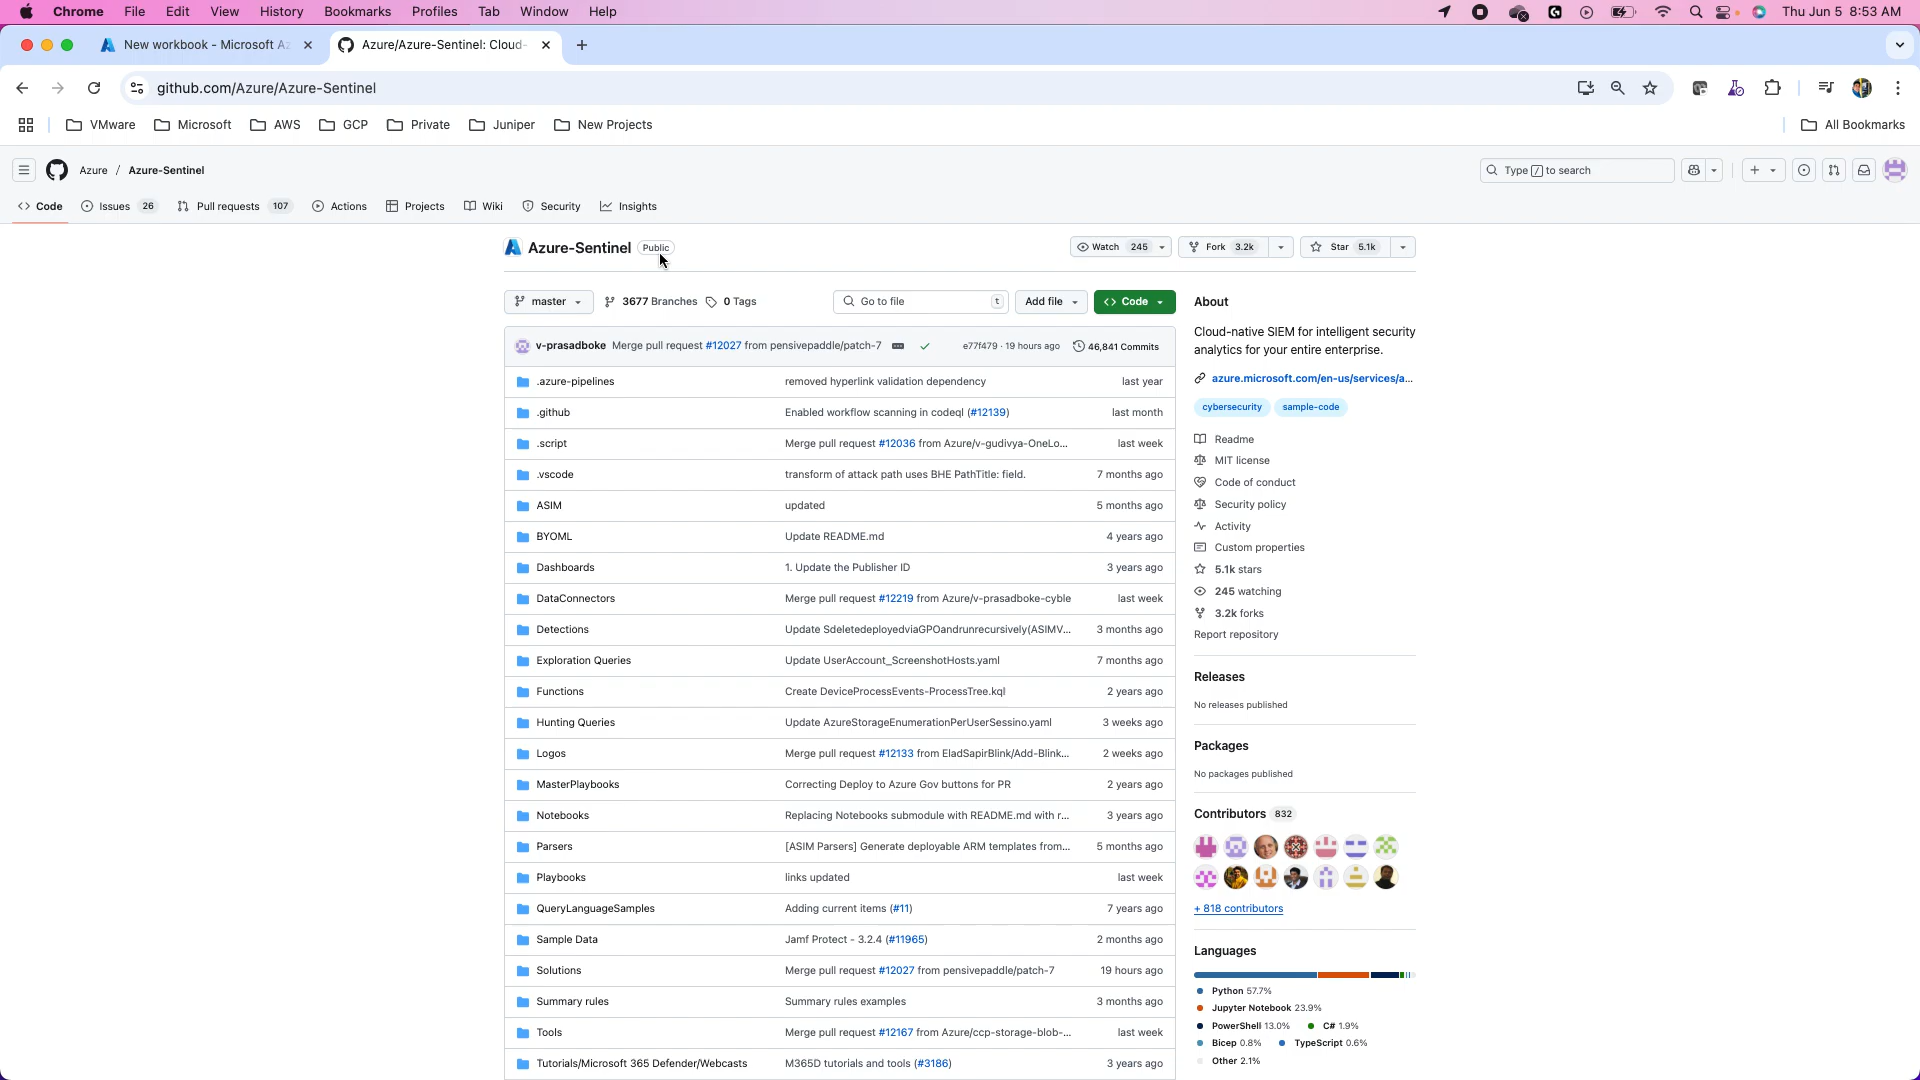 Chrome File Edit View History Bookmarks Profiles Tab Window Help Thu Jun 5 8:53 AM
New workbook - Microsoft Az Azure/Azure-Sentinel: Cloud-
github.com/Azure/Azure-Sentinel
VMware Microsoft AWS GCP Private Juniper New Projects All Bookmarks
Azure / Azure-Sentinel Type / to search
Code Issues 26 Pull requests 107 Actions Projects Wiki Security Insights
Azure-Sentinel Public Watch 245 Fork 3.2k Star 5.1k
master 3677 Branches 0 Tags Go to file t Add file Code
v-prasadboke Merge pull request #12027 from pensivepaddle/patch-7 e77f479 · 19 hours ago 46,841 Commits
.azure-pipelines removed hyperlink validation dependency last year
.github Enabled workflow scanning in codeql (#12139) last month
.script Merge pull request #12036 from Azure/v-gudivya-OneLo... last week
.vscode transform of attack path uses BHE PathTitle: field. 7 months ago
ASIM updated 5 months ago
BYOML Update README.md 4 years ago
Dashboards 1. Update the Publisher ID 3 years ago
DataConnectors Merge pull request #12219 from Azure/v-prasadboke-cyble last week
Detections Update SdeletedeployedviaGPOandrunrecursively(ASIMV... 3 months ago
Exploration Queries Update UserAccount_ScreenshotHosts.yaml 7 months ago
Functions Create DeviceProcessEvents-ProcessTree.kql 2 years ago
Hunting Queries Update AzureStorageEnumerationPerUserSessino.yaml 3 weeks ago
Logos Merge pull request #12133 from EladSapirBlink/Add-Blink... 2 weeks ago
MasterPlaybooks Correcting Deploy to Azure Gov buttons for PR 2 years ago
Notebooks Replacing Notebooks submodule with README.md with r... 3 years ago
Parsers [ASIM Parsers] Generate deployable ARM templates from... 5 months ago
Playbooks links updated last week
QueryLanguageSamples Adding current items (#11) 7 years ago
Sample Data Jamf Protect - 3.2.4 (#11965) 2 months ago
Solutions Merge pull request #12027 from pensivepaddle/patch-7 19 hours ago
Summary rules Summary rules examples 3 months ago
Tools Merge pull request #12167 from Azure/ccp-storage-blob-... last week
Tutorials/Microsoft 365 Defender/Webcasts M365D tutorials and tools (#3186) 3 years ago
About
Cloud-native SIEM for intelligent security
analytics for your entire enterprise.
azure.microsoft.com/en-us/services/a...
cybersecurity sample-code
Readme
MIT license
Code of conduct
Security policy
Activity
Custom properties
5.1k stars
245 watching
3.2k forks
Report repository
Releases
No releases published
Packages
No packages published
Contributors 832
+ 818 contributors
Languages
Python 57.7%
Jupyter Notebook 23.9%
PowerShell 13.0% C# 1.9%
Bicep 0.8% TypeScript 0.6%
Other 2.1%